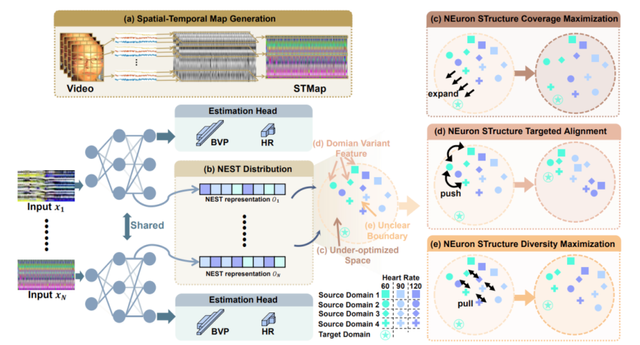 (a) Spatial-Temporal Map Generation
Video
STMap
Estimation Head
BVP
HR
(b) NEST Distribution
NEST representation O₁
NEST representation O_N
Input x₁
Shared
Input x_N
Estimation Head
BVP
HR
(d) Domian Variant
Feature
(e) Unclear
Boundary
(c) Under-optimized
Space
Heart Rate
60 90 120
Source Domain 1
Source Domain 2
Source Domain 3
Source Domain 4
Target Domain
(c) NEuron STructure Coverage Maximization
expand
(d) NEuron STructure Targeted Alignment
push
(e) NEuron STructure Diversity Maximization
pull